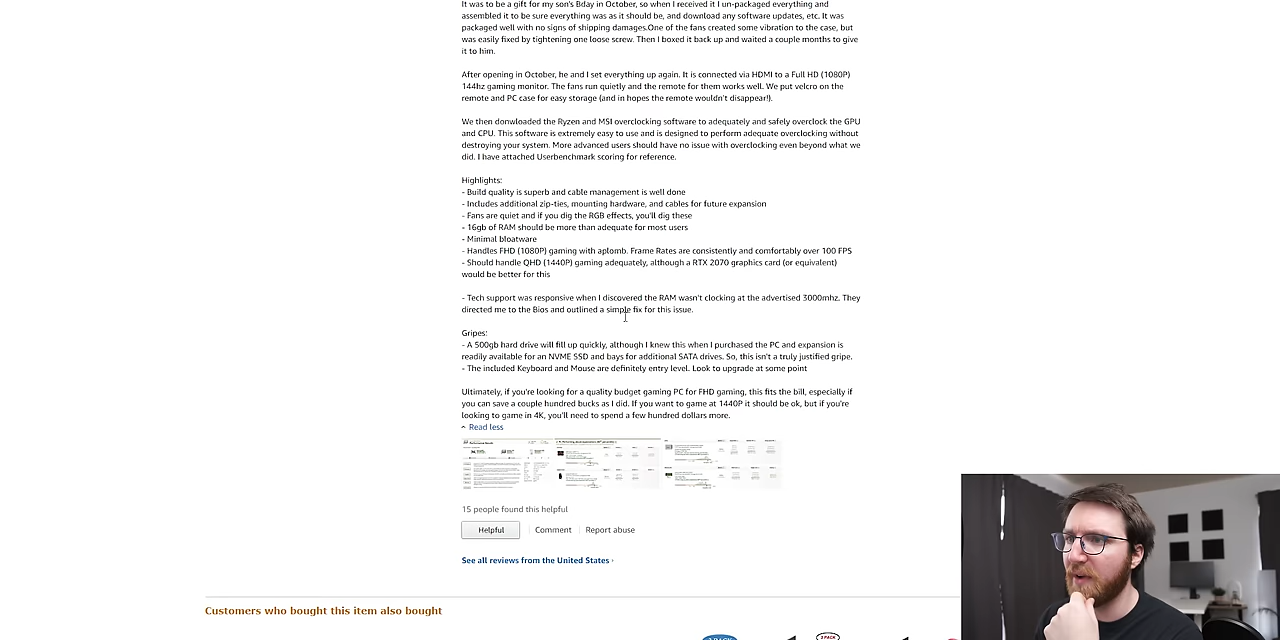 It was to be a gift for my son's Bday in October, so when I received it I un-packaged everything and
assembled it to be sure everything was as it should be, and download any software updates, etc. It was
packaged well with no signs of shipping damages.One of the fans created some vibration to the case, but
was easily fixed by tightening one loose screw. Then I boxed it back up and waited a couple months to give
it to him.
After opening in October, he and I set everything up again. It is connected via HDMI to a Full HD (1080P)
144hz gaming monitor. The fans run quietly and the remote for them works well. We put velcro on the
remote and PC case for easy storage (and in hopes the remote wouldn't disappear!).
We then donwloaded the Ryzen and MSI overclocking software to adequately and safely overclock the GPU
and CPU. This software is extremely easy to use and is designed to perform adequate overclocking without
destroying your system. More advanced users should have no issue with overclocking even beyond what we
did. I have attached Userbenchmark scoring for reference.
Highlights:
- Build quality is superb and cable management is well done
- Includes additional zip-ties, mounting hardware, and cables for future expansion
- Fans are quiet and if you dig the RGB effects, you'll dig these
- 16gb of RAM should be more than adequate for most users
- Minimal bloatware
- Handles FHD (1080P) gaming with aplomb. Frame Rates are consistently and comfortably over 100 FPS
- Should handle QHD (1440P) gaming adequately, although a RTX 2070 graphics card (or equivalent)
would be better for this
- Tech support was responsive when I discovered the RAM wasn't clocking at the advertised 3000mhz. They
directed me to the Bios and outlined a simple fix for this issue.
Gripes:
- A 500gb hard drive will fill up quickly, although I knew this when I purchased the PC and expansion is
readily available for an NVME SSD and bays for additional SATA drives. So, this isn't a truly justified gripe.
- The included Keyboard and Mouse are definitely entry level. Look to upgrade at some point
Ultimately, if you're looking for a quality budget gaming PC for FHD gaming, this fits the bill, especially if
you can save a couple hundred bucks as I did. If you want to game at 1440P it should be ok, but if you're
looking to game in 4K, you'll need to spend a few hundred dollars more.
Read less
15 people found this helpful
Helpful
Comment
Report abuse
See all reviews from the United States ›
Customers who bought this item also bought